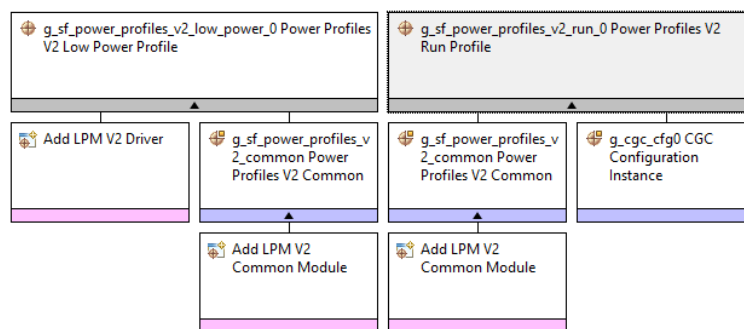 g_sf_power_profiles_v2_low_power_0 Power Profiles
V2 Low Power Profile
g_sf_power_profiles_v2_run_0 Power Profiles V2
Run Profile
Add LPM V2 Driver
g_sf_power_profiles_v
2_common Power
Profiles V2 Common
g_sf_power_profiles_v
2_common Power
Profiles V2 Common
g_cgc_cfg0 CGC
Configuration
Instance
Add LPM V2
Common Module
Add LPM V2
Common Module